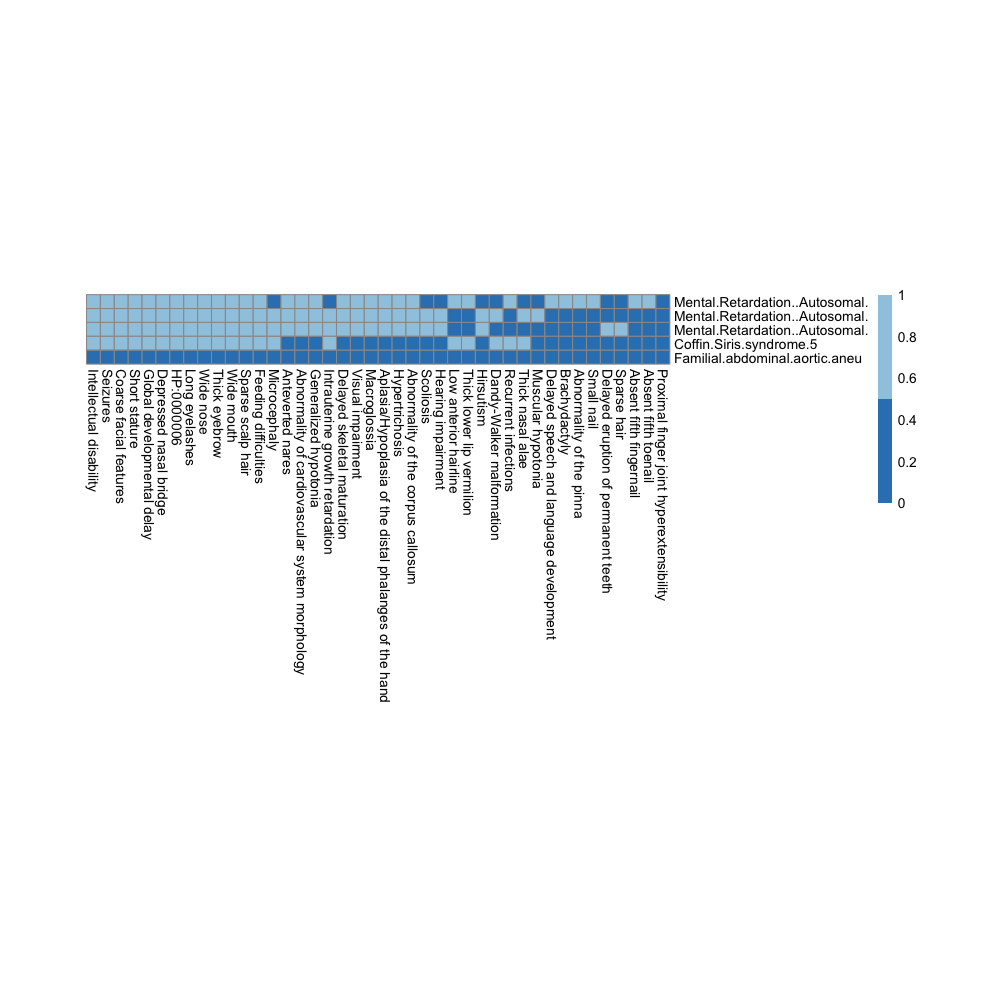 Mental.Retardation..Autosomal.
Mental.Retardation..Autosomal.
Mental.Retardation..Autosomal.
Coffin.Siris.syndrome.5
Familial.abdominal.aortic.aneu
1
0.8
0.6
0.4
0.2
0
Intellectual disability
Seizures
Coarse facial features
Short stature
Global developmental delay
Depressed nasal bridge
HP:0000006
Long eyelashes
Wide nose
Thick eyebrow
Wide mouth
Sparse scalp hair
Feeding difficulties
Microcephaly
Anteverted nares
Abnormality of cardiovascular system morphology
Generalized hypotonia
Intrauterine growth retardation
Delayed skeletal maturation
Visual impairment
Macroglossia
Aplasia/Hypoplasia of the distal phalanges of the hand
Hypertrichosis
Abnormality of the corpus callosum
Scoliosis
Hearing impairment
Low anterior hairline
Thick lower lip vermilion
Hirsutism
Dandy-Walker malformation
Recurrent infections
Thick nasal alae
Muscular hypotonia
Delayed speech and language development
Brachydactyly
Abnormality of the pinna
Small nail
Delayed eruption of permanent teeth
Sparse hair
Absent fifth fingernail
Absent fifth toenail
Proximal finger joint hyperextensibility